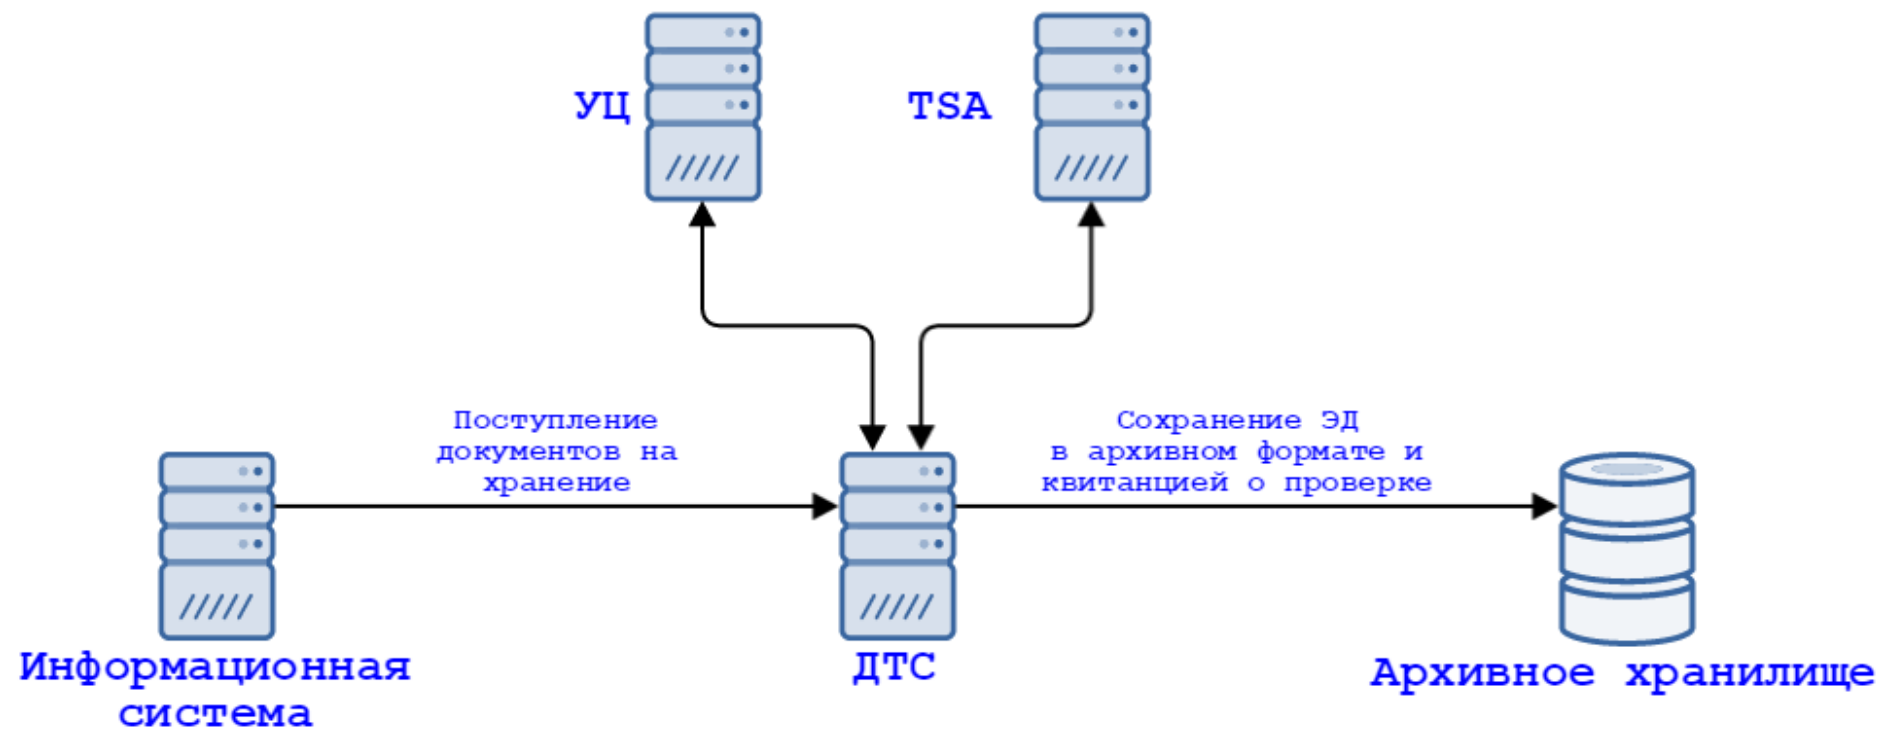 УЦ
TSA
Поступление
документов на
хранение
Сохранение ЭД
в архивном формате и
квитанцией о проверке
Информационная
система
ДТС
Архивное хранилище